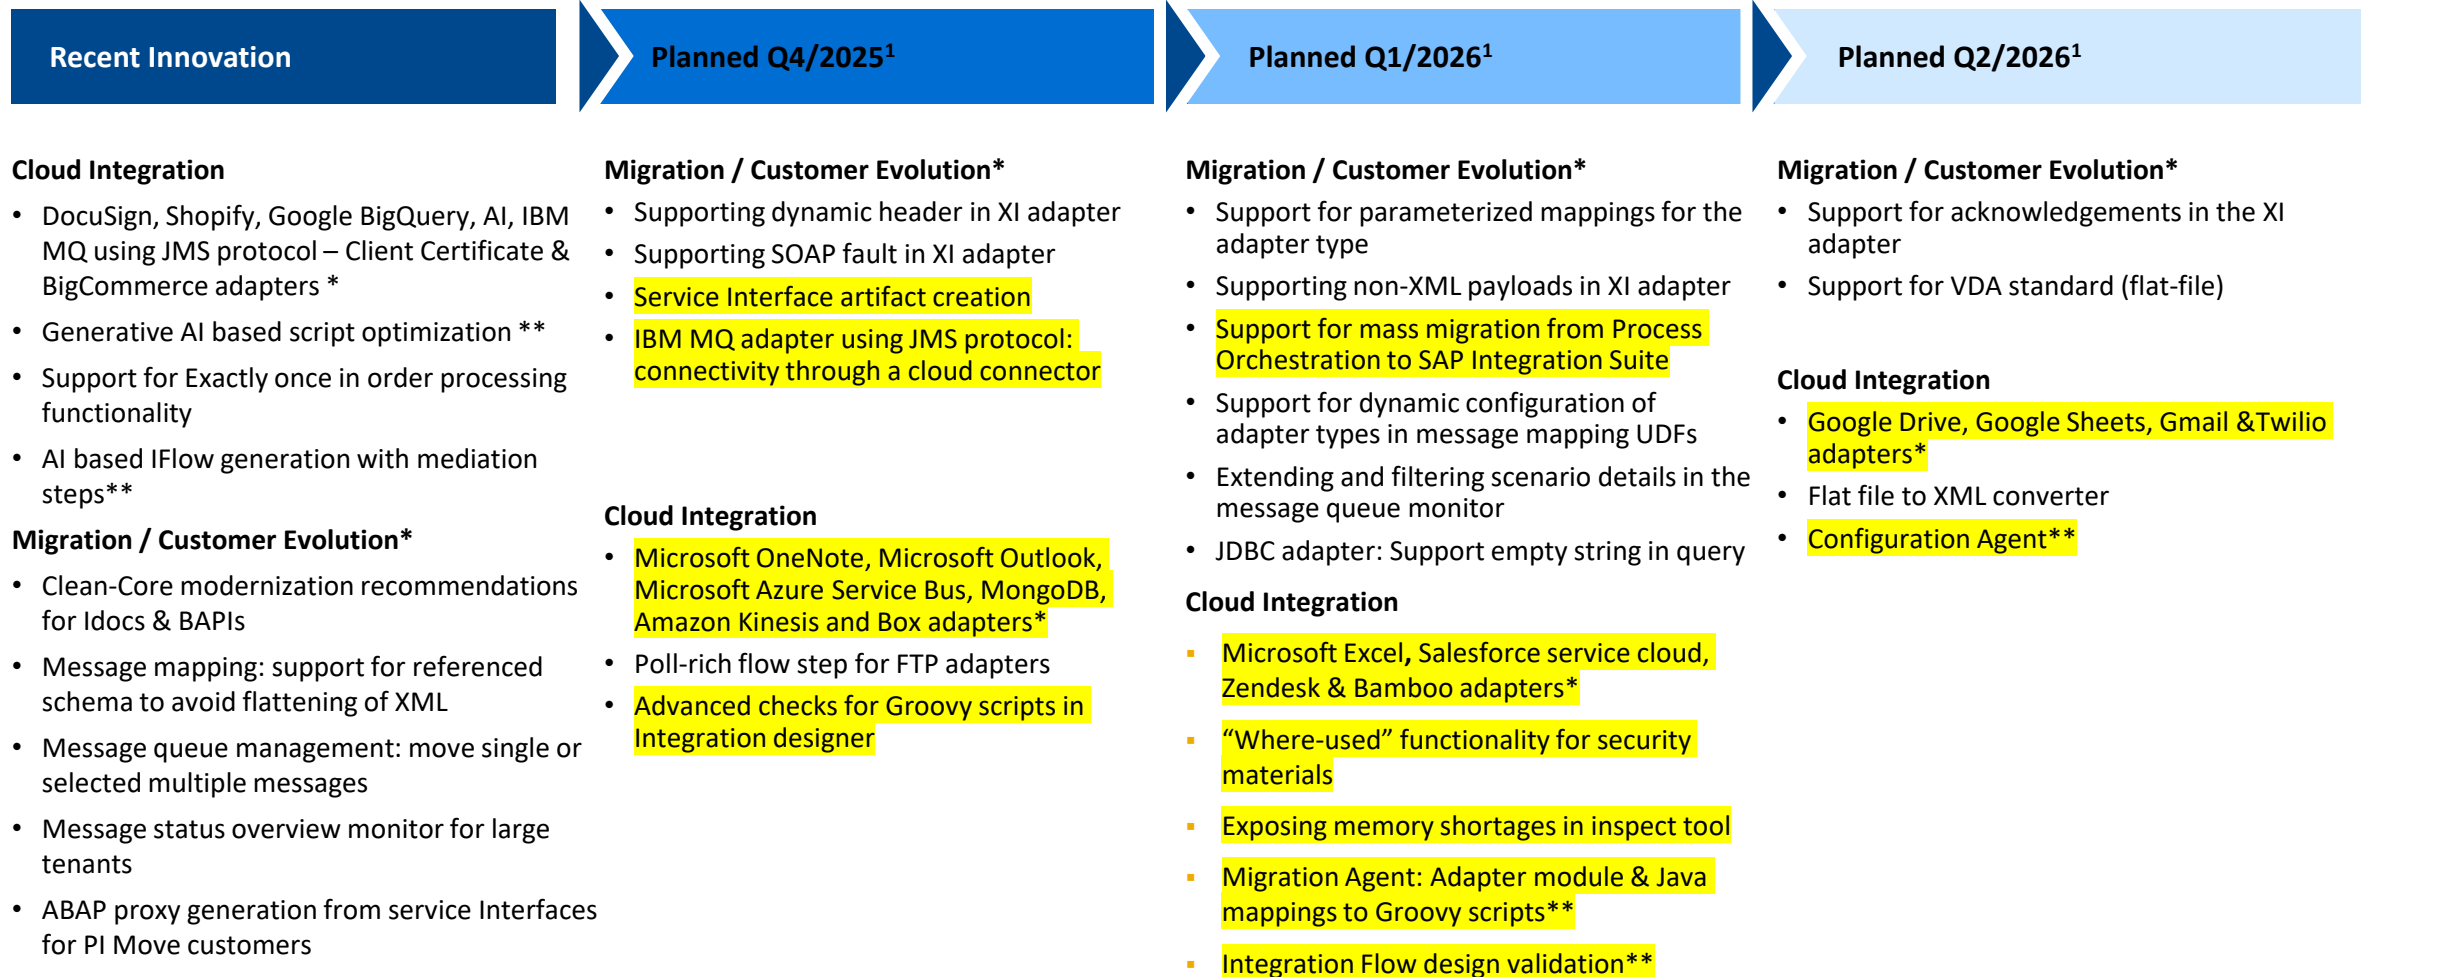 Recent Innovation
Planned Q4/2025¹
Planned Q1/2026¹
Planned Q2/2026¹
Cloud Integration
• DocuSign, Shopify, Google BigQuery, AI, IBM
MQ using JMS protocol – Client Certificate &
BigCommerce adapters *
• Generative AI based script optimization **
• Support for Exactly once in order processing
functionality
• AI based IFlow generation with mediation
steps**
Migration / Customer Evolution*
• Clean-Core modernization recommendations
for Idocs & BAPIs
• Message mapping: support for referenced
schema to avoid flattening of XML
• Message queue management: move single or
selected multiple messages
• Message status overview monitor for large
tenants
• ABAP proxy generation from service Interfaces
for PI Move customers
Migration / Customer Evolution*
• Supporting dynamic header in XI adapter
• Supporting SOAP fault in XI adapter
• Service Interface artifact creation
• IBM MQ adapter using JMS protocol:
connectivity through a cloud connector
Cloud Integration
• Microsoft OneNote, Microsoft Outlook,
Microsoft Azure Service Bus, MongoDB,
Amazon Kinesis and Box adapters*
• Poll-rich flow step for FTP adapters
• Advanced checks for Groovy scripts in
Integration designer
Migration / Customer Evolution*
• Support for parameterized mappings for the
adapter type
• Supporting non-XML payloads in XI adapter
• Support for mass migration from Process
Orchestration to SAP Integration Suite
• Support for dynamic configuration of
adapter types in message mapping UDFs
• Extending and filtering scenario details in the
message queue monitor
• JDBC adapter: Support empty string in query
Cloud Integration
▪ Microsoft Excel, Salesforce service cloud,
Zendesk & Bamboo adapters*
▪ “Where-used” functionality for security
materials
▪ Exposing memory shortages in inspect tool
▪ Migration Agent: Adapter module & Java
mappings to Groovy scripts**
▪ Integration Flow design validation**
Migration / Customer Evolution*
• Support for acknowledgements in the XI
adapter
• Support for VDA standard (flat-file)
Cloud Integration
• Google Drive, Google Sheets, Gmail &Twilio
adapters*
• Flat file to XML converter
• Configuration Agent**